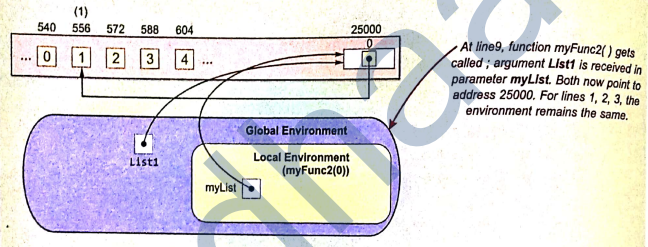 (1)
540 556 572 588 604 25000
0
... 0 1 2 3 4 ...
At line9, function myFunc2( ) gets
called ; argument List1 is received in
parameter myList. Both now point to
address 25000. For lines 1, 2, 3, the
environment remains the same.
Global Environment
List1
Local Environment
(myFunc2(0))
myList